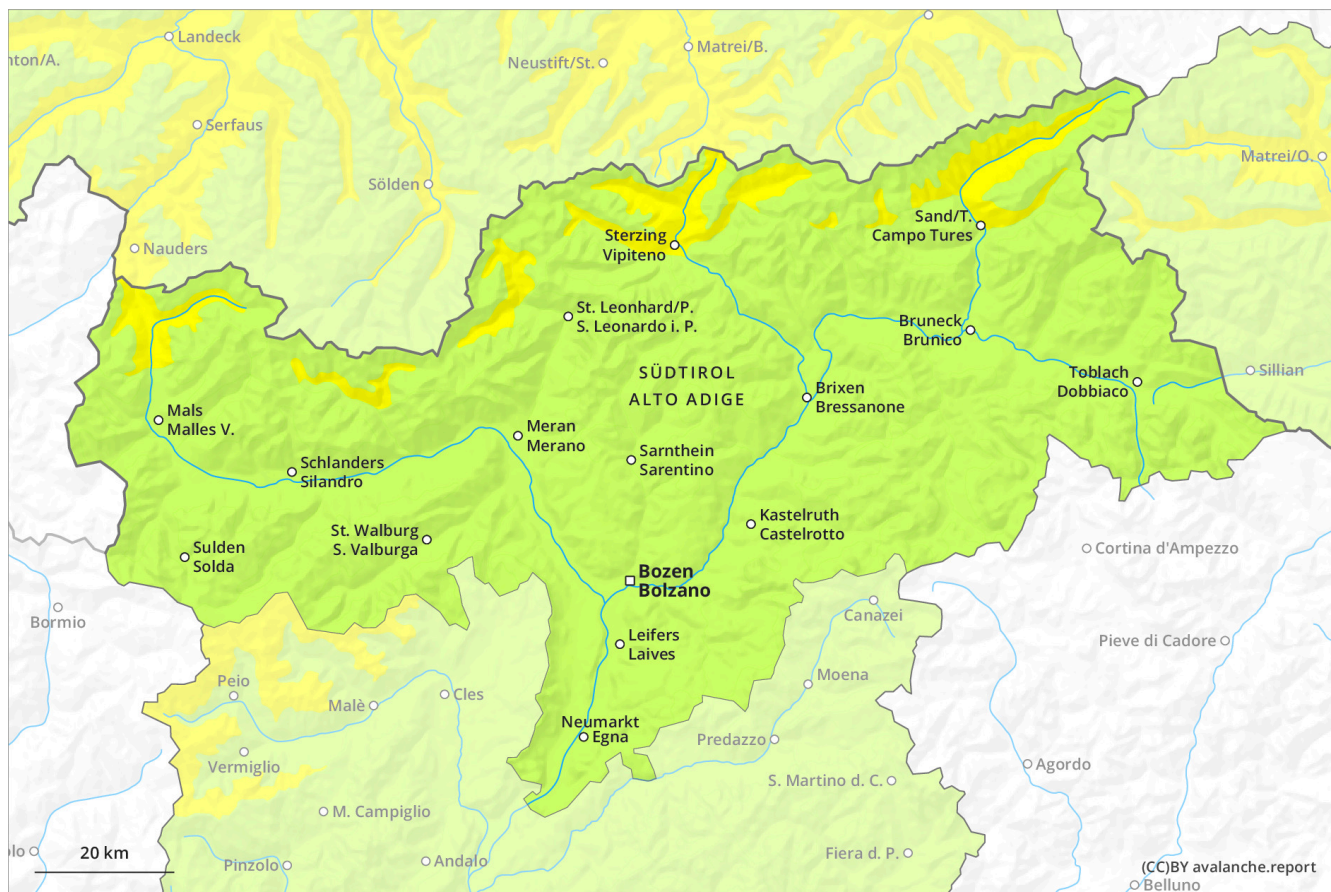 Landeck
nton/A.
Matrei/B.
Neustift/St.
Serfaus
Matrei/O.
Sölden
Nauders
Sand/T.
Campo Tures
Sterzing
Vipiteno
St. Leonhard/P.
S. Leonardo i. P.
Bruneck
Brunico
SÜDTIROL
ALTO ADIGE
Toblach
Dobbiaco
Sillian
Brixen
Bressanone
Mals
Malles V.
Meran
Merano
Sarnthein
Sarentino
Schlanders
Silandro
Kastelruth
Castelrotto
St. Walburg
S. Valburga
Sulden
Solda
Cortina d'Ampezzo
Bozen
Bolzano
Bormio
Canazei
Leifers
Laives
Pieve di Cadore
Moena
Peio
Malè
Cles
Neumarkt
Egna
Predazzo
Vermiglio
Agordo
S. Martino d. C.
M. Campiglio
olo
20 km
Pinzolo
Andalo
Fiera d. P.
(CC)BY avalanche.report
Belluno